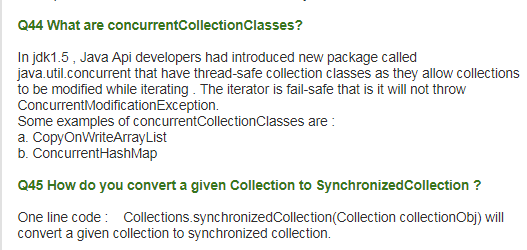 Q44 What are concurrentCollectionClasses?
In jdk1.5 , Java Api developers had introduced new package called
java.util.concurrent that have thread-safe collection classes as they allow collections
to be modified while iterating . The iterator is fail-safe that is it will not throw
ConcurrentModificationException.
Some examples of concurrentCollectionClasses are :
a. CopyOnWriteArrayList
b. ConcurrentHashMap
Q45 How do you convert a given Collection to SynchronizedCollection ?
One line code :    Collections.synchronizedCollection(Collection collectionObj) will
convert a given collection to synchronized collection.